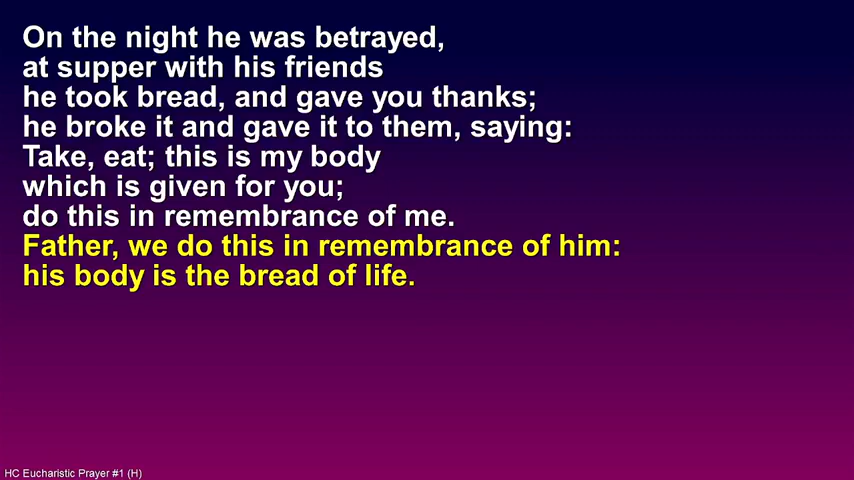 On the night he was betrayed,
at supper with his friends
he took bread, and gave you thanks;
he broke it and gave it to them, saying:
Take, eat; this is my body
which is given for you;
do this in remembrance of me.
Father, we do this in remembrance of him:
his body is the bread of life.
HC Eucharistic Prayer #1 (H)